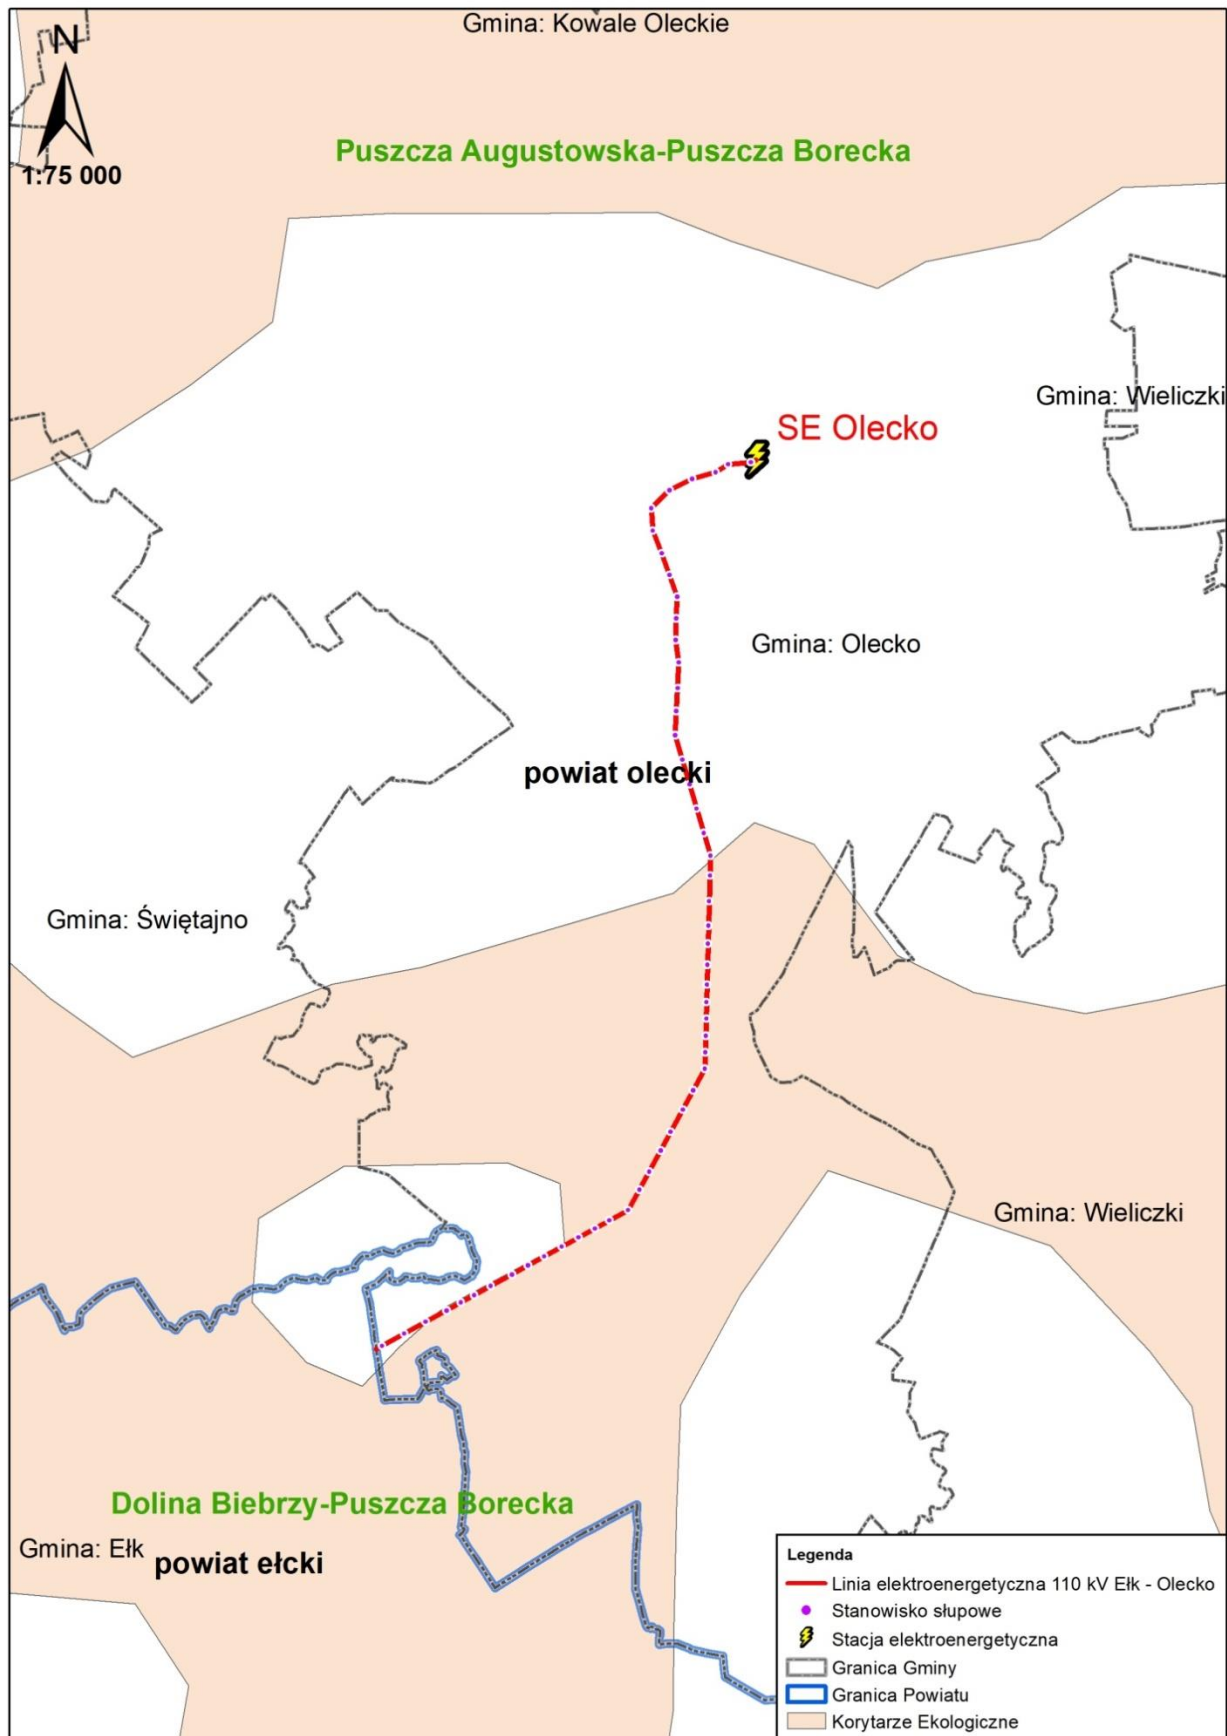 Gmina: Kowale Oleckie
N
1:75 000
Puszcza Augustowska-Puszcza Borecka
Gmina: Wieliczki
SE Olecko
Gmina: Olecko
powiat olecki
Gmina: Świętajno
Gmina: Wieliczki
Dolina Biebrzy-Puszcza Borecka
Gmina: Ełk
powiat ełcki
Legenda
Linia elektroenergetyczna 110 kV Ełk - Olecko
Stanowisko słupowe
Stacja elektroenergetyczna
Granica Gminy
Granica Powiatu
Korytarze Ekologiczne